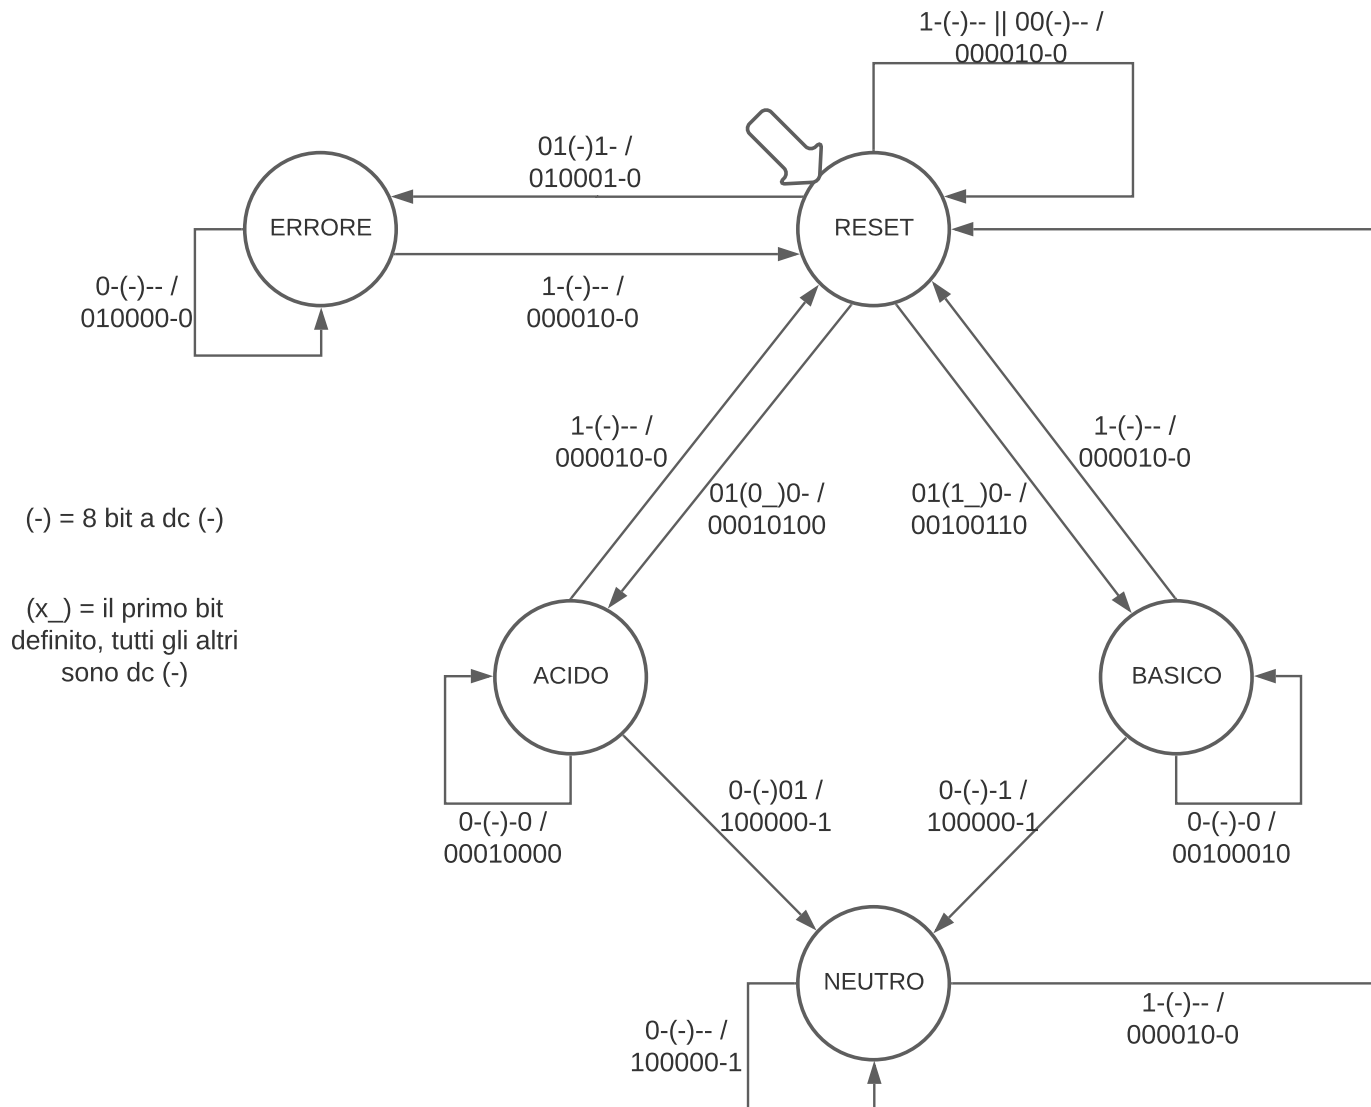 1-(-)-- || 00(-)-- /
000010-0
01(-)1- /
010001-0
ERRORE
RESET
0-(-)-- /
010000-0
1-(-)-- /
000010-0
1-(-)-- /
000010-0
1-(-)-- /
000010-0
01(0_)0- /
00010100
01(1_)0- /
00100110
(-) = 8 bit a dc (-)
(x_) = il primo bit
definito, tutti gli altri
sono dc (-)
ACIDO
BASICO
0-(-)-0 /
00010000
0-(-)01 /
100000-1
0-(-)-1 /
100000-1
0-(-)-0 /
00100010
NEUTRO
0-(-)-- /
100000-1
1-(-)-- /
000010-0